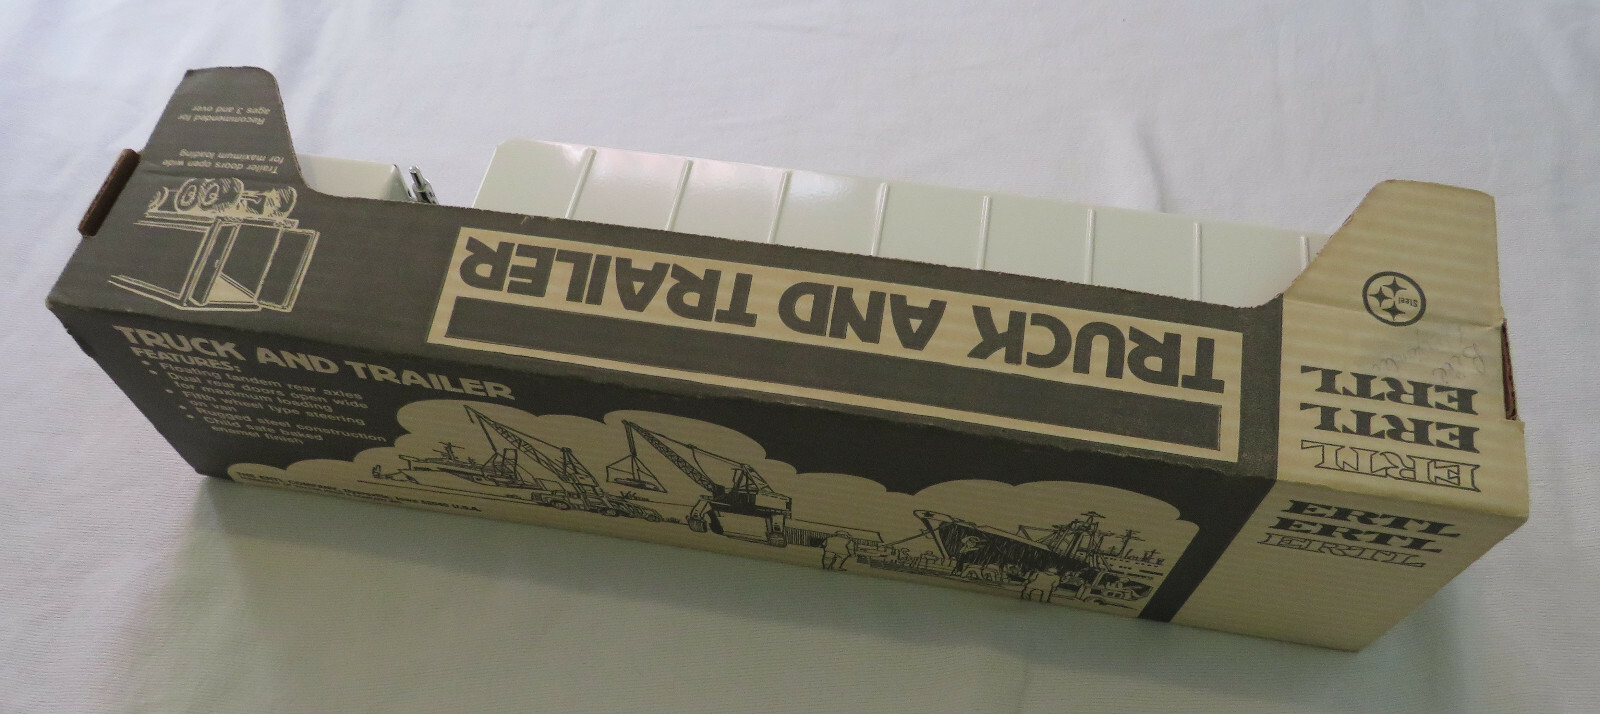 Recommended for
ages 3 and over
Trailer doors open wide
for maximum loading
TRUCK AND TRAILER
Steel
ERTL
ERTL
ERTL
TRUCK AND TRAILER
FEATURES:
• Floating tandem rear axles
• Dual rear doors open wide
for maximum loading
• Fifth wheel type steering
on van
• Rugged steel construction
• Child safe baked
enamel finish
ERTL
ERTL
ERTL